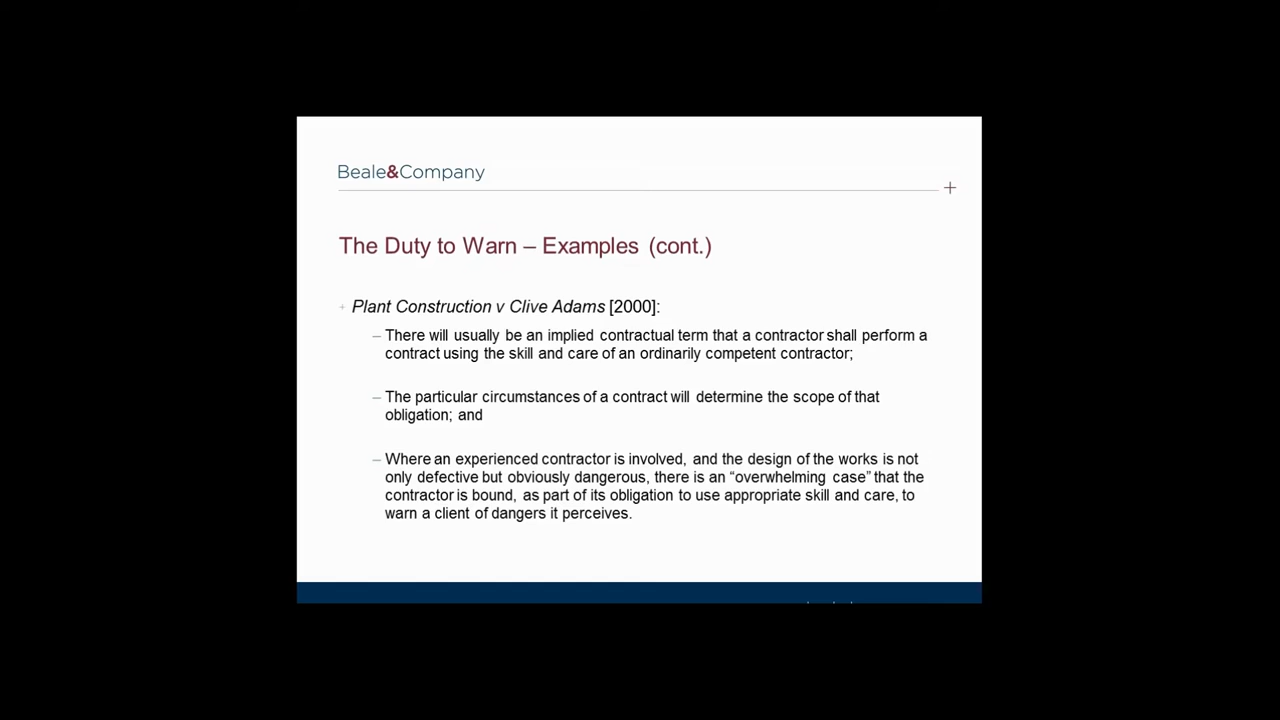 Beale&Company
The Duty to Warn – Examples (cont.)
Plant Construction v Clive Adams [2000]:
– There will usually be an implied contractual term that a contractor shall perform a
contract using the skill and care of an ordinarily competent contractor;
– The particular circumstances of a contract will determine the scope of that
obligation; and
– Where an experienced contractor is involved, and the design of the works is not
only defective but obviously dangerous, there is an “overwhelming case” that the
contractor is bound, as part of its obligation to use appropriate skill and care, to
warn a client of dangers it perceives.